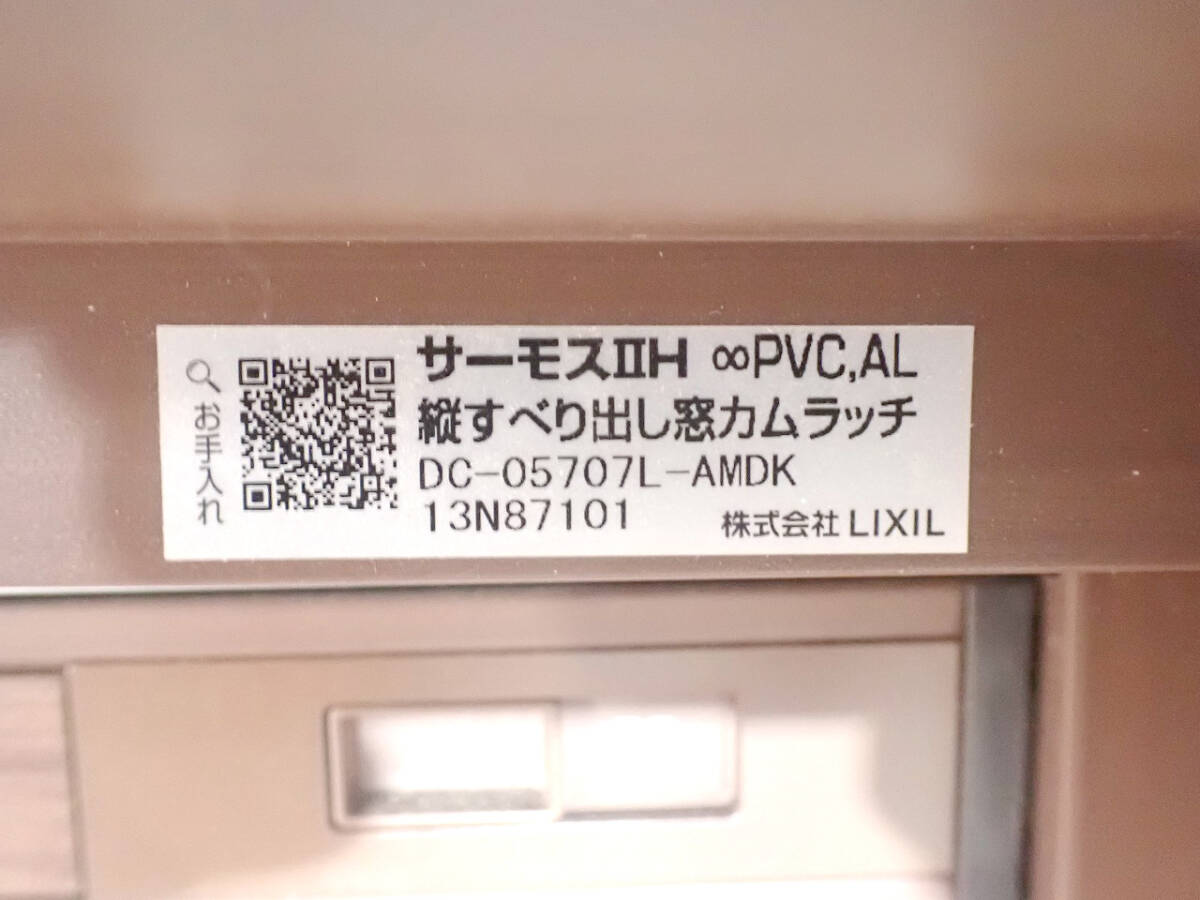 お手入れ
サーモスⅡH ∞PVC,AL
縦すべり出し窓カムラッチ
DC-05707L-AMDK
13N87101 株式会社 LIXIL